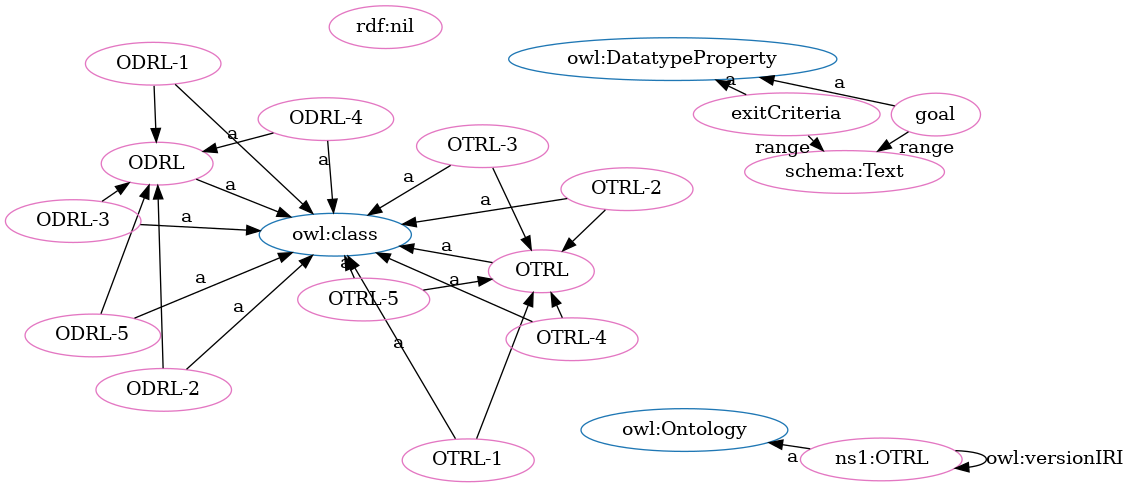 rdf:nil
ODRL-1
owl:DatatypeProperty
a
a
exitCriteria
goal
ODRL-4
a
OTRL-3
range
range
ODRL
a
a
a
schema:Text
OTRL-2
ODRL-3
a
a
owl:class
a
OTRL
a
a
a
OTRL-5
a
ODRL-5
OTRL-4
a
ODRL-2
owl:Ontology
OTRL-1
a
ns1:OTRL
owl:versionIRI